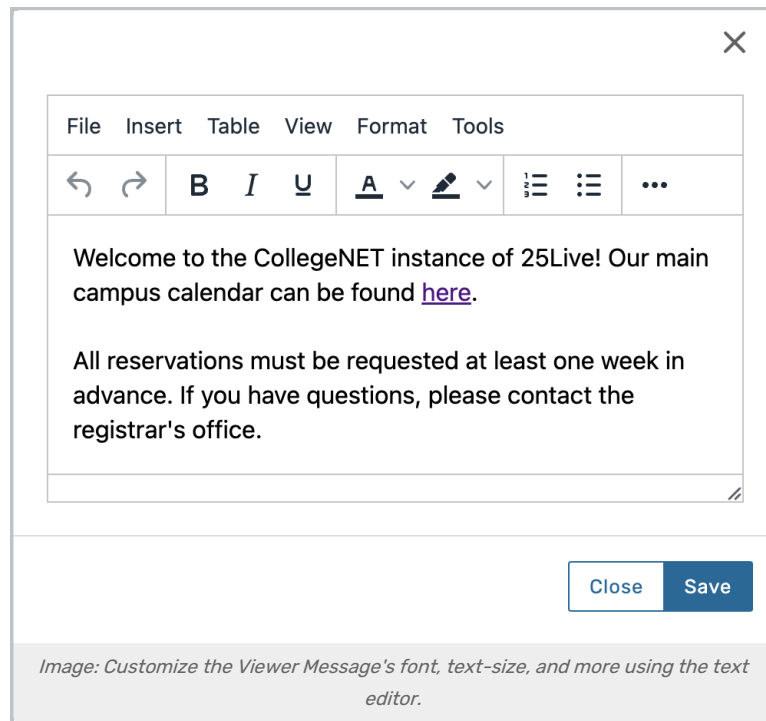 File Insert Table View Format Tools
B I U A
Welcome to the CollegeNET instance of 25Live! Our main
campus calendar can be found here.
All reservations must be requested at least one week in
advance. If you have questions, please contact the
registrar's office.
Close Save
Image: Customize the Viewer Message's font, text-size, and more using the text
editor.